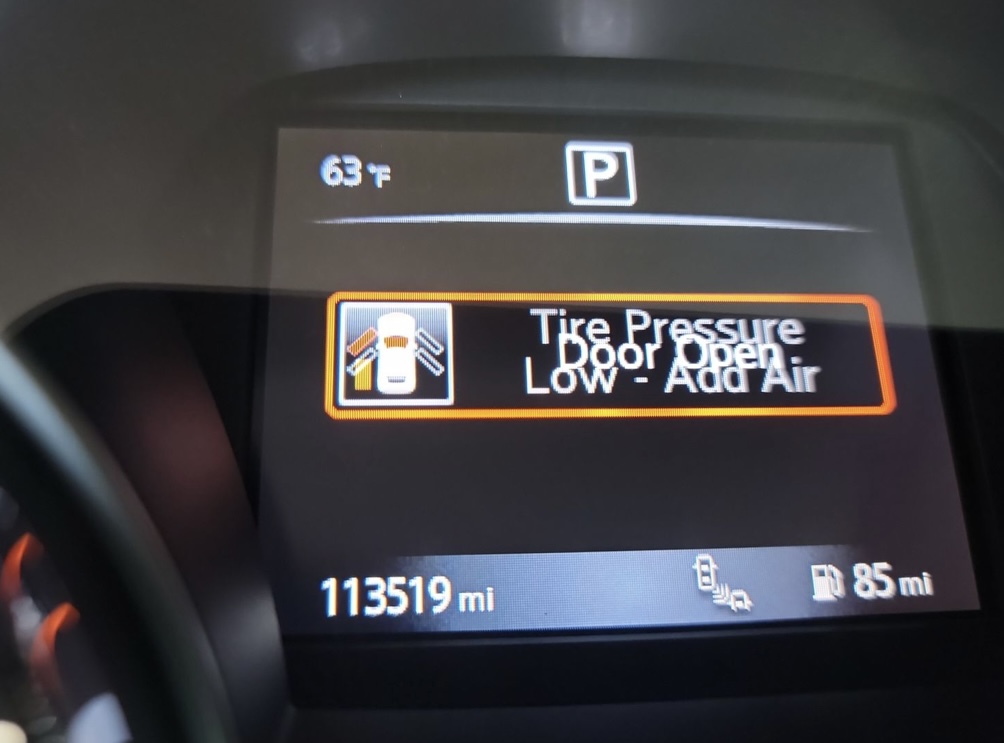 63°F
P
Tire Pressure
Door Open
Low - Add Air
113519 mi
85 mi